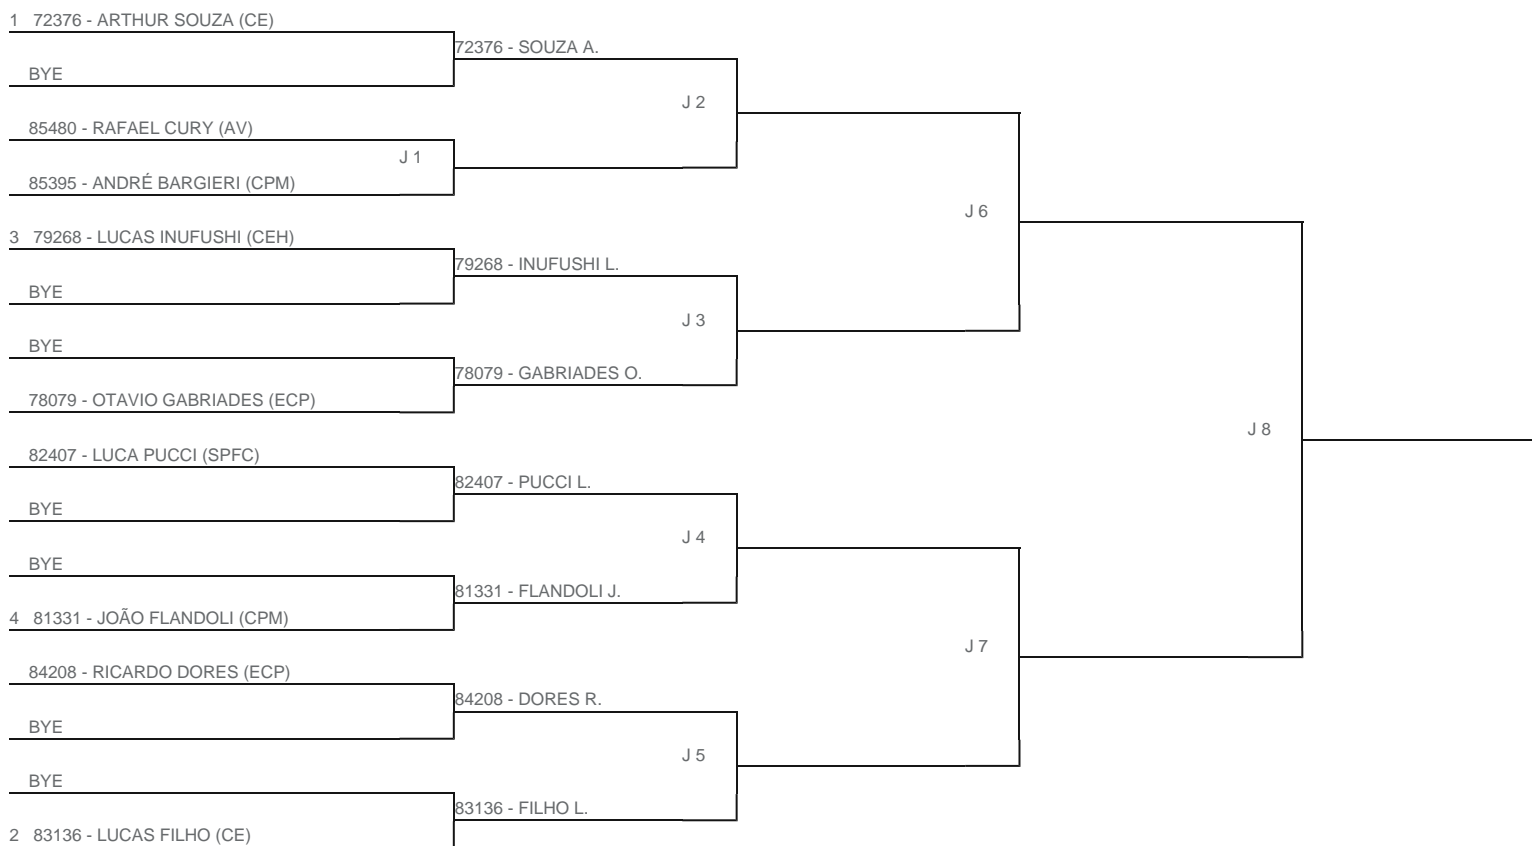 1 72376 - ARTHUR SOUZA (CE)
72376 - SOUZA A.
BYE
J 2
85480 - RAFAEL CURY (AV)
J 1
85395 - ANDRÉ BARGIERI (CPM)
J 6
3 79268 - LUCAS INUFUSHI (CEH)
79268 - INUFUSHI L.
BYE
J 3
BYE
78079 - GABRIADES O.
78079 - OTAVIO GABRIADES (ECP)
J 8
82407 - LUCA PUCCI (SPFC)
82407 - PUCCI L.
BYE
J 4
BYE
81331 - FLANDOLI J.
4 81331 - JOÃO FLANDOLI (CPM)
J 7
84208 - RICARDO DORES (ECP)
84208 - DORES R.
BYE
J 5
BYE
83136 - FILHO L.
2 83136 - LUCAS FILHO (CE)